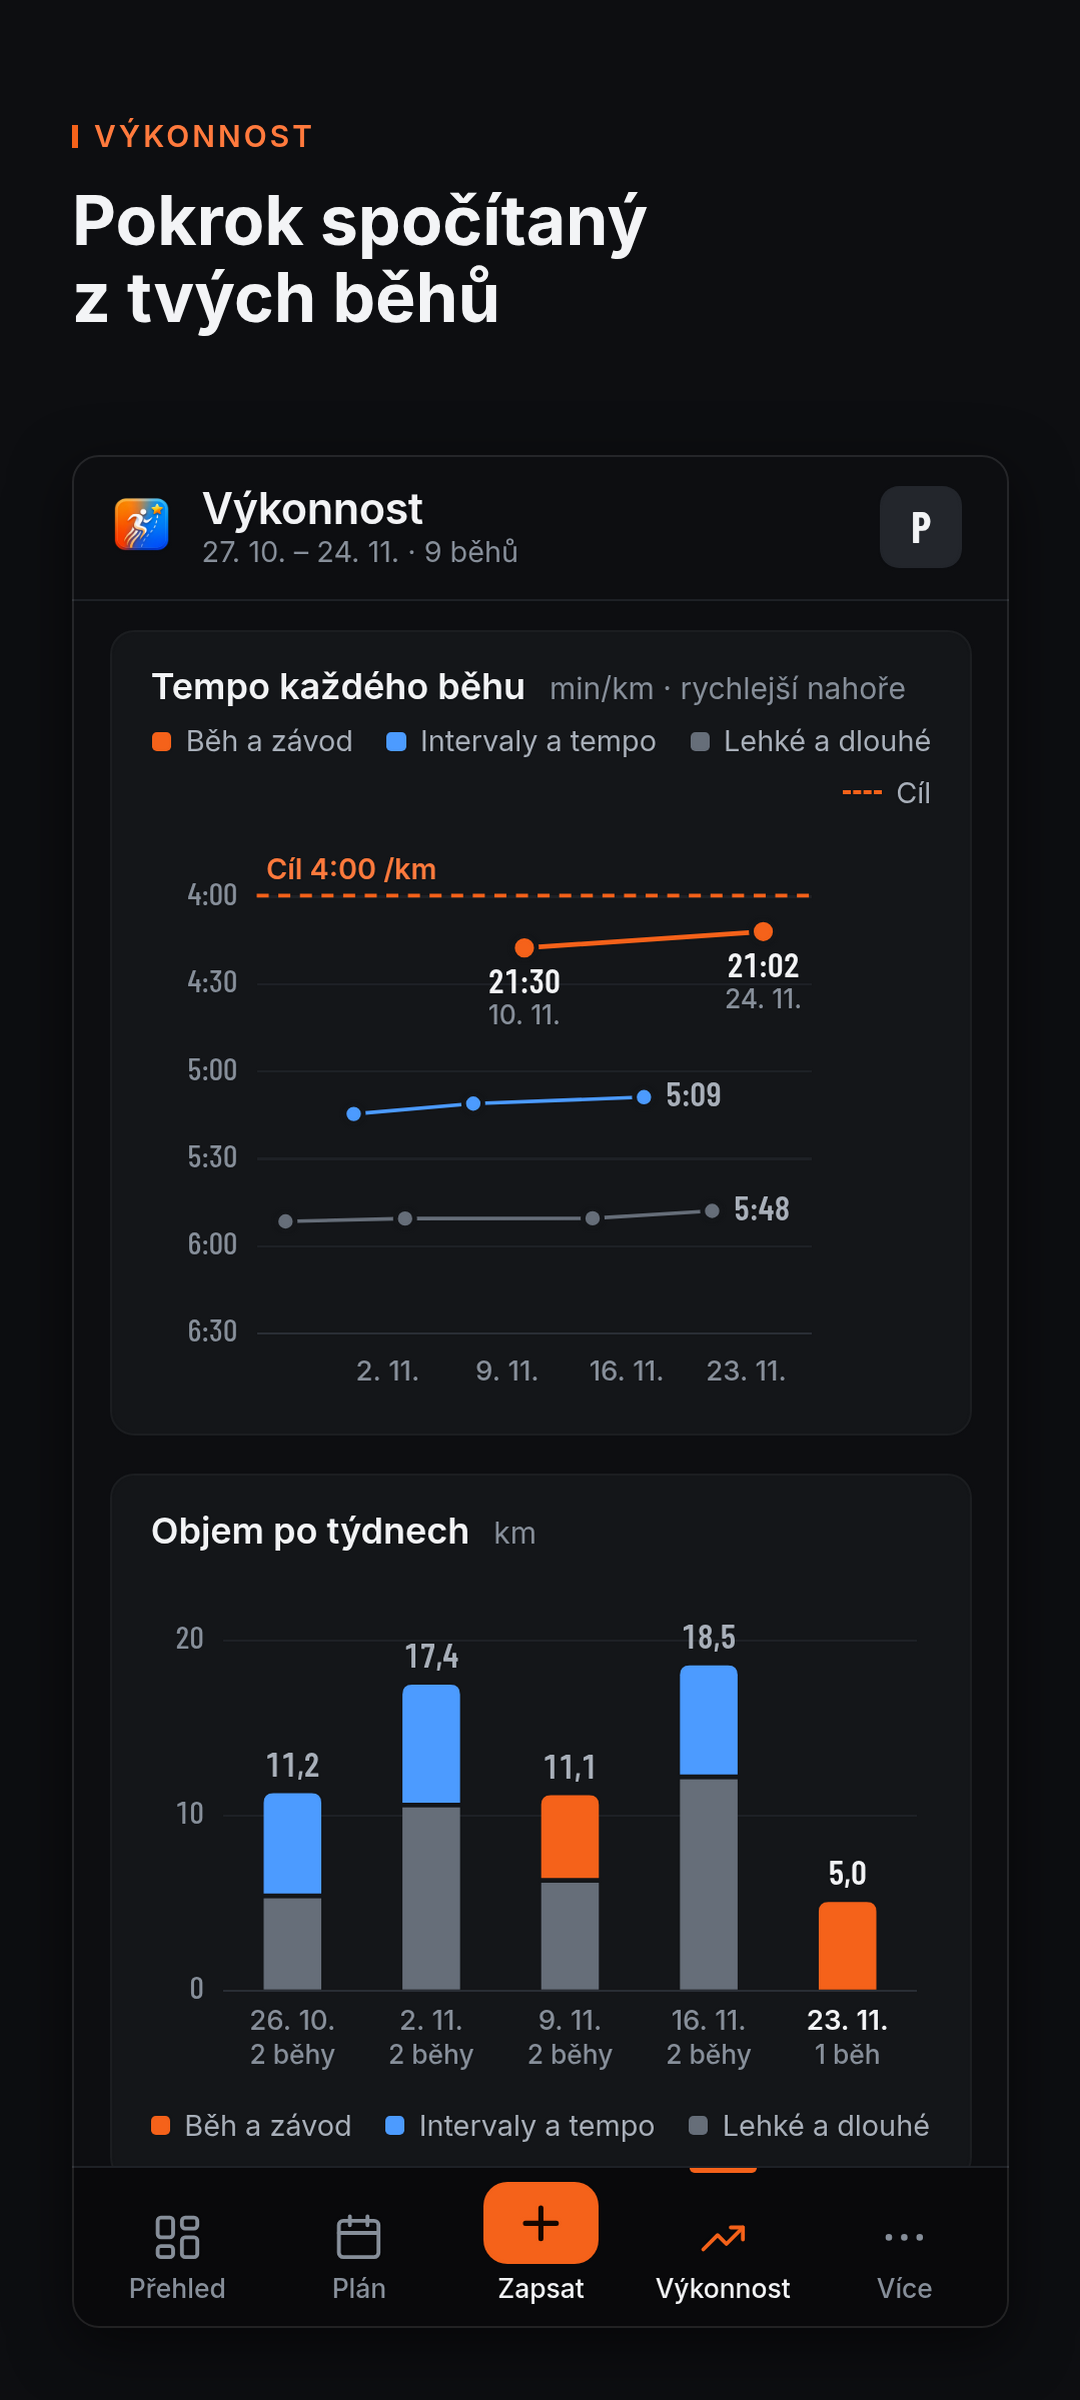 VÝKONNOST
Pokrok spočítaný
z tvých běhů
Výkonnost
27. 10. – 24. 11. · 9 běhů
P
Tempo každého běhu min/km · rychlejší nahoře
Běh a závod Intervaly a tempo Lehké a dlouhé
Cíl
Cíl 4:00 /km
4:00
21:30
10. 11.
21:02
24. 11.
4:30
5:00
5:09
5:30
5:48
6:00
6:30
2. 11. 9. 11. 16. 11. 23. 11.
Objem po týdnech km
20
18,5
17,4
11,2
11,1
10
5,0
0
26. 10. 2. 11. 9. 11. 16. 11. 23. 11.
2 běhy 2 běhy 2 běhy 2 běhy 1 běh
Běh a závod Intervaly a tempo Lehké a dlouhé
Přehled Plán Zapsat Výkonnost Více